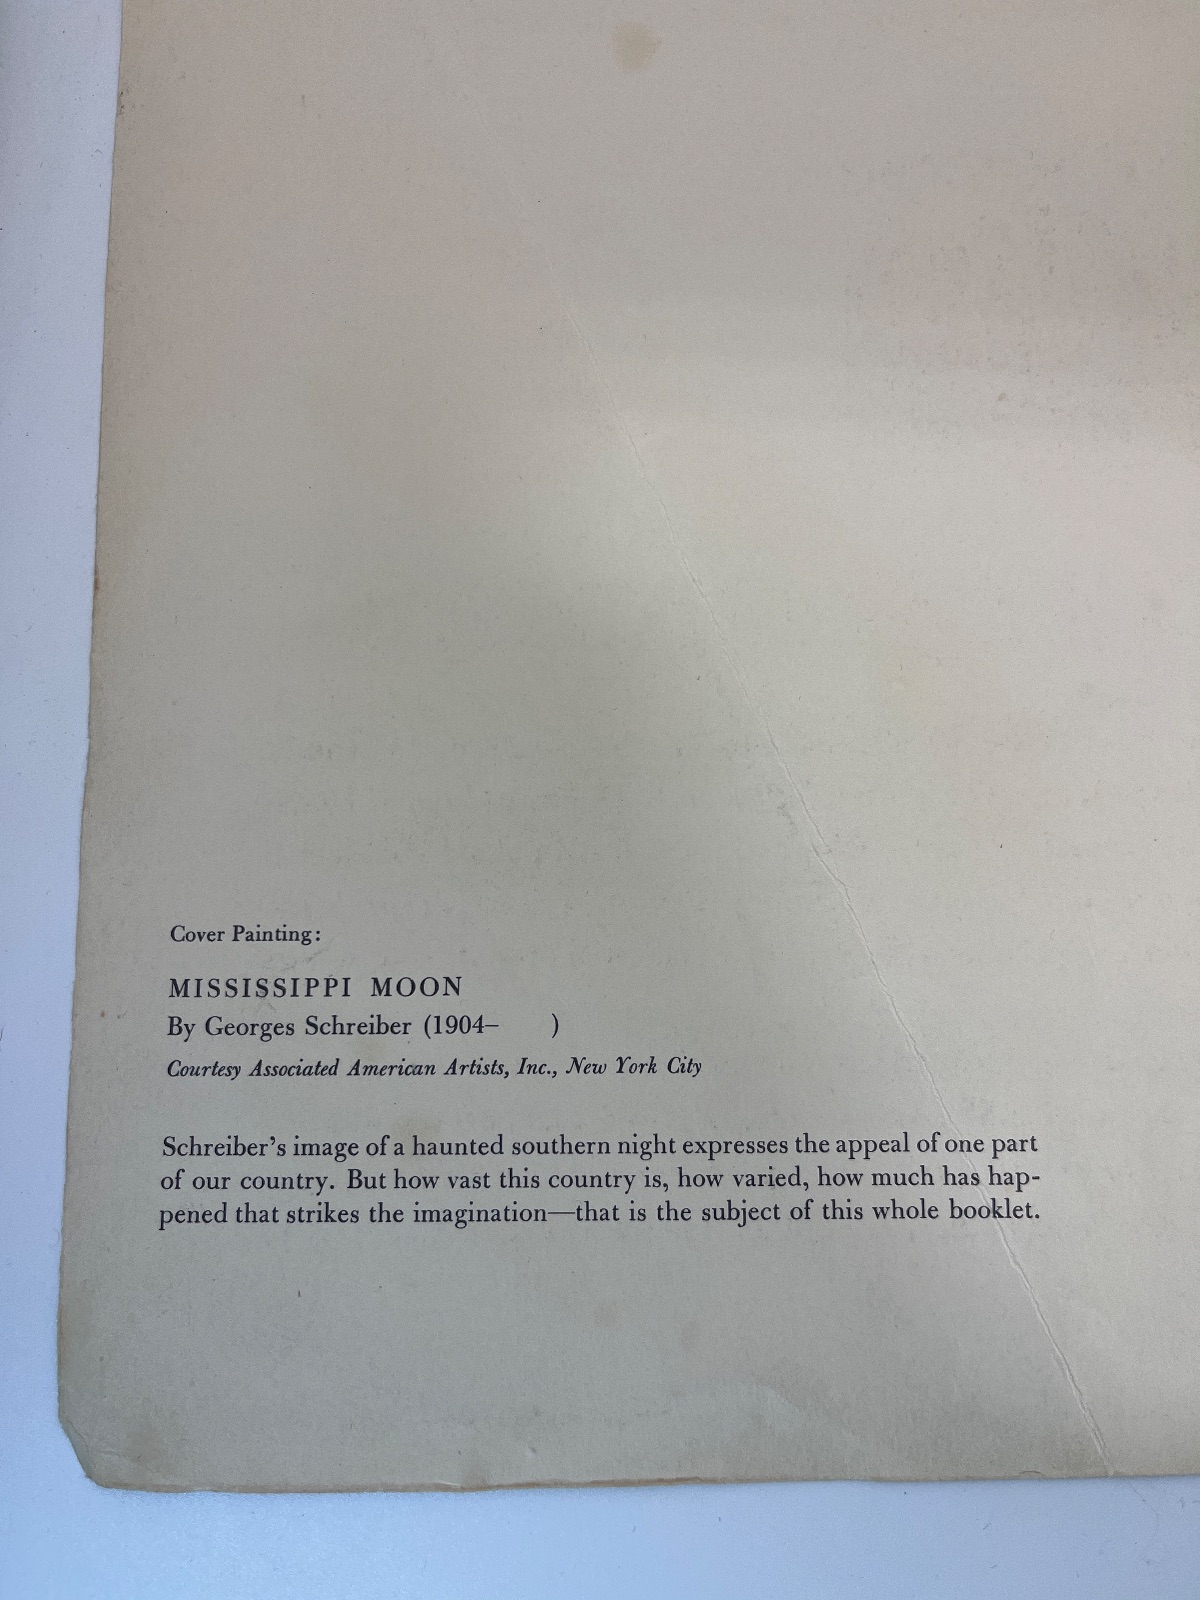 Cover Painting:
MISSISSIPPI MOON
By Georges Schreiber (1904– )
Courtesy Associated American Artists, Inc., New York City
Schreiber’s image of a haunted southern night expresses the appeal of one part
of our country. But how vast this country is, how varied, how much has hap-
pened that strikes the imagination—that is the subject of this whole booklet.